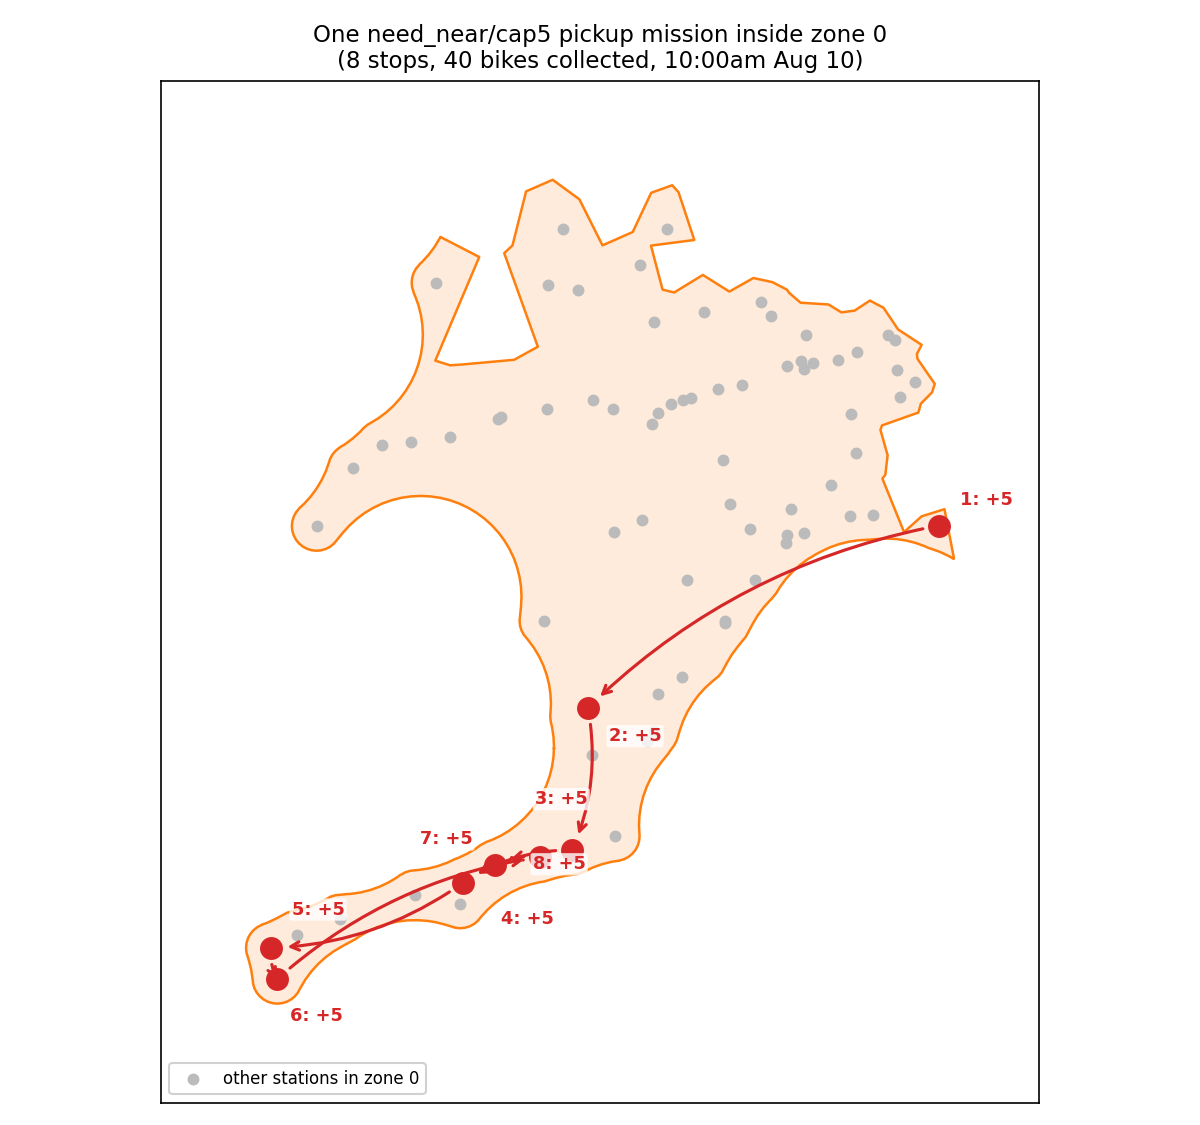 One need_near/cap5 pickup mission inside zone 0
(8 stops, 40 bikes collected, 10:00am Aug 10)
1: +5
2: +5
3: +5
7: +5
8: +5
5: +5
4: +5
6: +5
other stations in zone 0